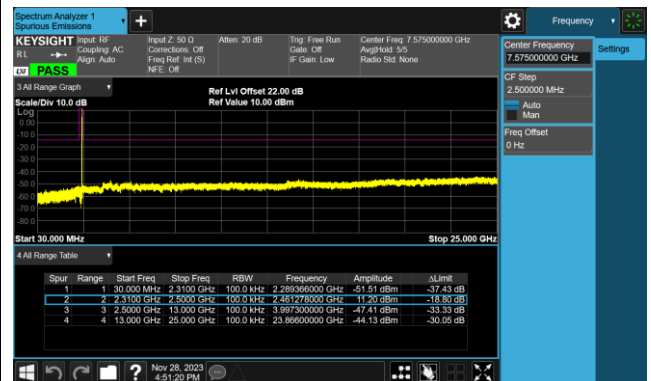 Spectrum Analyzer 1
Spurious Emissions
Frequency
KEYSIGHT Input: RF Input Z: 50 Ω Atten: 20 dB Trig: Free Run Center Freq: 7.575000000 GHz
RL Coupling: AC Corrections: Off Gate: Off Avg|Hold: 5/5
Align: Auto Freq Ref: Int (S) IF Gain: Low Radio Std: None
LXI PASS NFE: Off
Center Frequency
7.575000000 GHz
Settings
CF Step
2.500000 MHz
Auto
Man
Freq Offset
0 Hz
3 All Range Graph
Ref Lvl Offset 22.00 dB
Scale/Div 10.0 dB Ref Value 10.00 dBm
Log
0.00
-10.0
-20.0
-30.0
-40.0
-50.0
-60.0
-70.0
-80.0
Start 30.000 MHz Stop 25.000 GHz
4 All Range Table
Spur Range Start Freq Stop Freq RBW Frequency Amplitude ΔLimit
1 1 30.000 MHz 2.3100 GHz 100.0 kHz 2.289366000 GHz -51.51 dBm -37.43 dB
2 2 2.3100 GHz 2.5000 GHz 100.0 kHz 2.461278000 GHz 11.20 dBm -18.80 dB
3 3 2.5000 GHz 13.000 GHz 100.0 kHz 3.997300000 GHz -47.41 dBm -33.33 dB
4 4 13.000 GHz 25.000 GHz 100.0 kHz 23.86600000 GHz -44.13 dBm -30.05 dB
Nov 28, 2023
4:51:20 PM